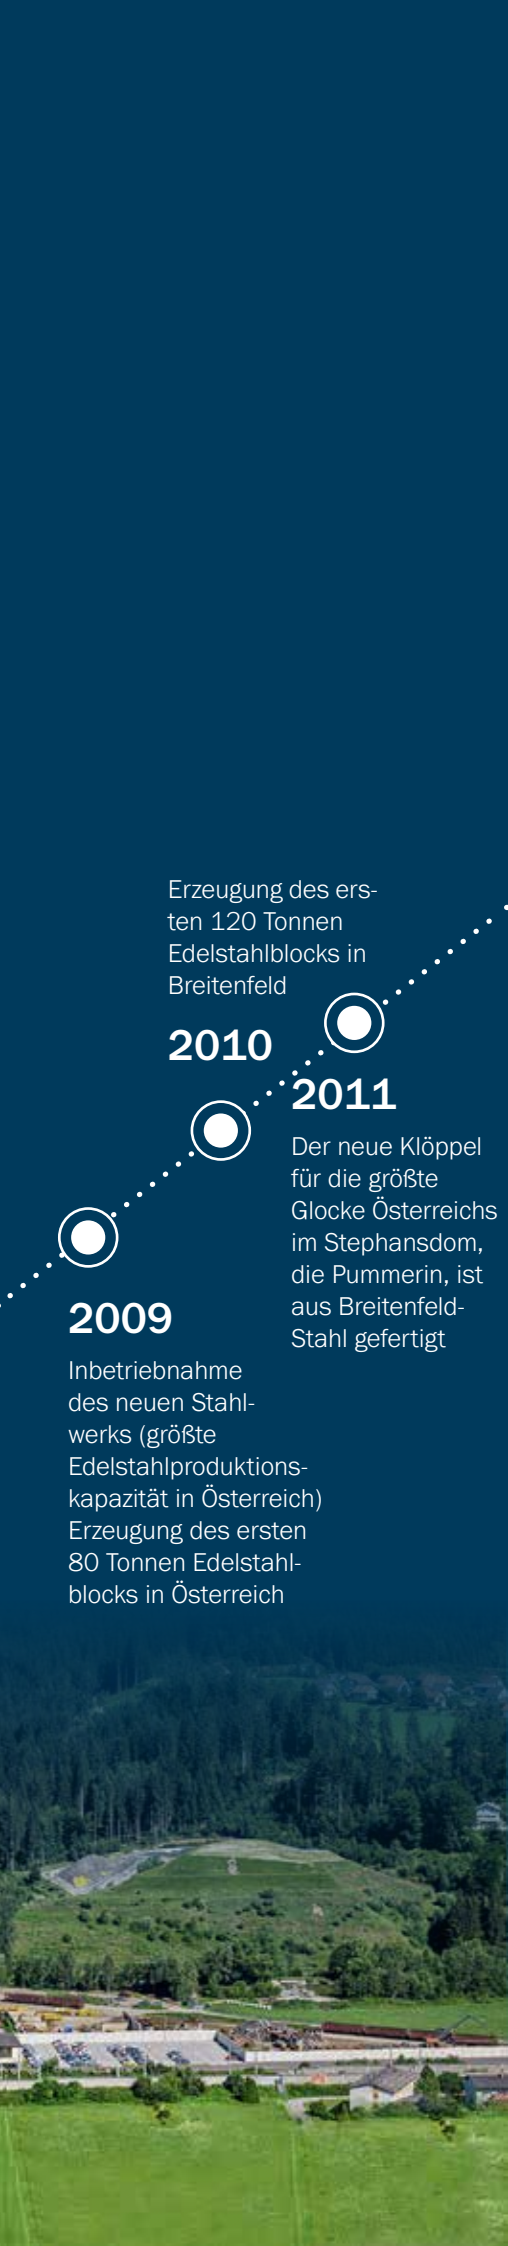 Erzeugung des ers-
ten 120 Tonnen
Edelstahlblocks in
Breitenfeld
2010
2011
Der neue Klöppel
für die größte
Glocke Österreichs
im Stephansdom,
die Pummerin, ist
aus Breitenfeld-
Stahl gefertigt
2009
Inbetriebnahme
des neuen Stahl-
werks (größte
Edelstahlproduktions-
kapazität in Österreich)
Erzeugung des ersten
80 Tonnen Edelstahl-
blocks in Österreich